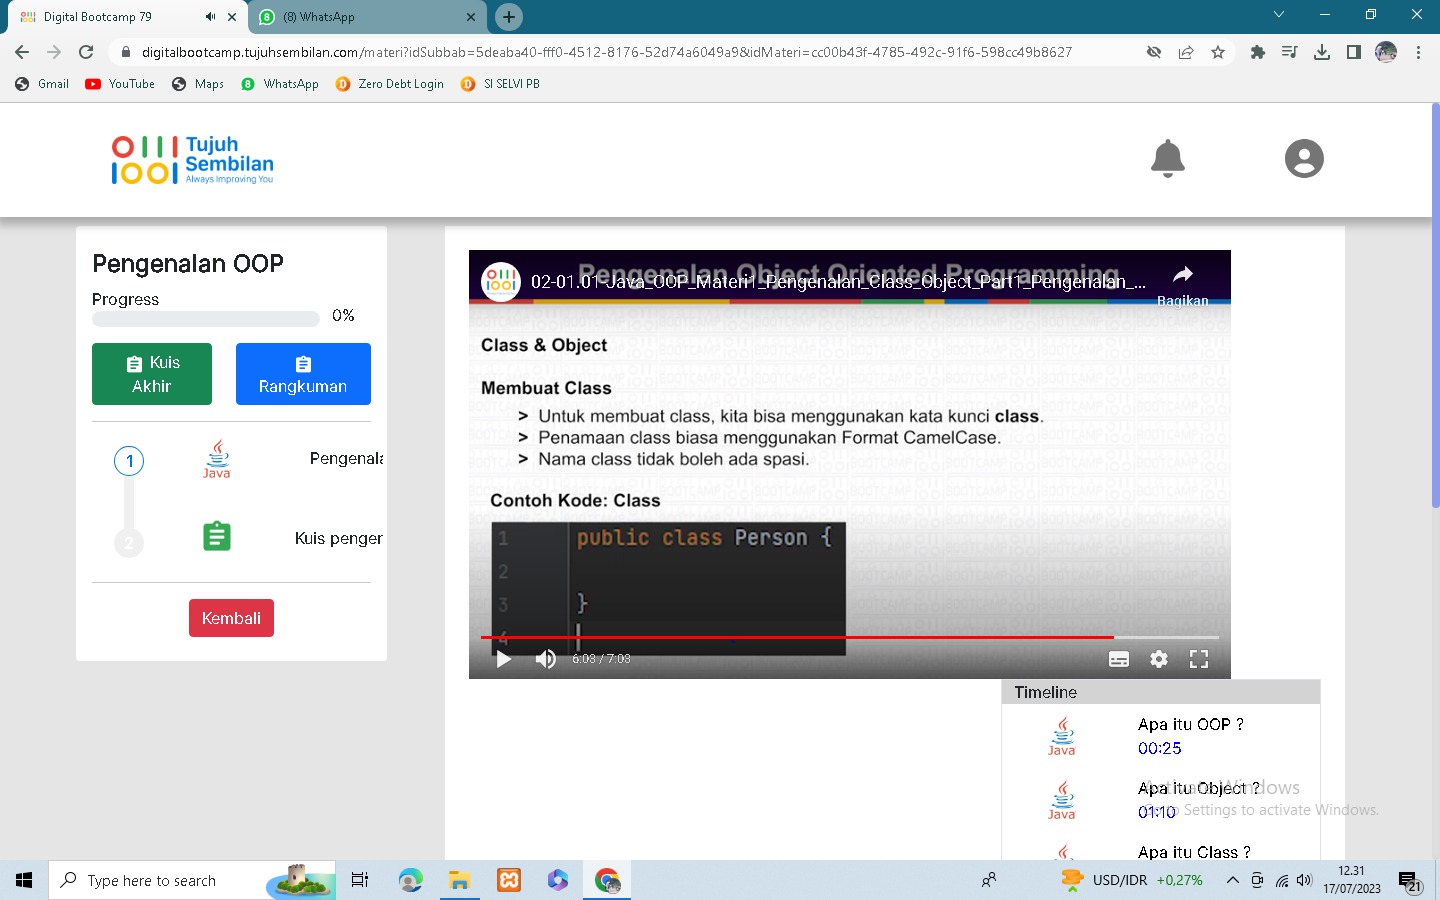 Digital Bootcamp 79
(8) WhatsApp
digitalbootcamp.tujuhsembilan.com/materi?idSubbab=5deaba40-fff0-4512-8176-52d74a6049a9&idMateri=cc00b43f-4785-492c-91f6-598cc49b8627
Gmail YouTube Maps WhatsApp Zero Debt Login SI SELVI PB
Tujuh
Sembilan
Always Improving You
Pengenalan OOP
Progress
0%
Kuis
Akhir
Rangkuman
1
Java
Pengenala
2
Kuis penger
Kembali
Pengenalan Object Oriented Programming
02-01.01-Java_OOP_Materi1_Pengenalan_Class_Object_Part1_Pengenalan_...
Bagikan
Class & Object
Membuat Class
> Untuk membuat class, kita bisa menggunakan kata kunci class.
> Penamaan class biasa menggunakan Format CamelCase.
> Nama class tidak boleh ada spasi.
Contoh Kode: Class
1 public class Person {
2
3 }
4
6:03 / 7:03
Timeline
Java
Apa itu OOP ?
00:25
Java
Apa itu Object ?
01:10
Apa itu Class ?
Activate Windows
Go to Settings to activate Windows.
Type here to search
USD/IDR +0,27%
12.31
17/07/2023
21